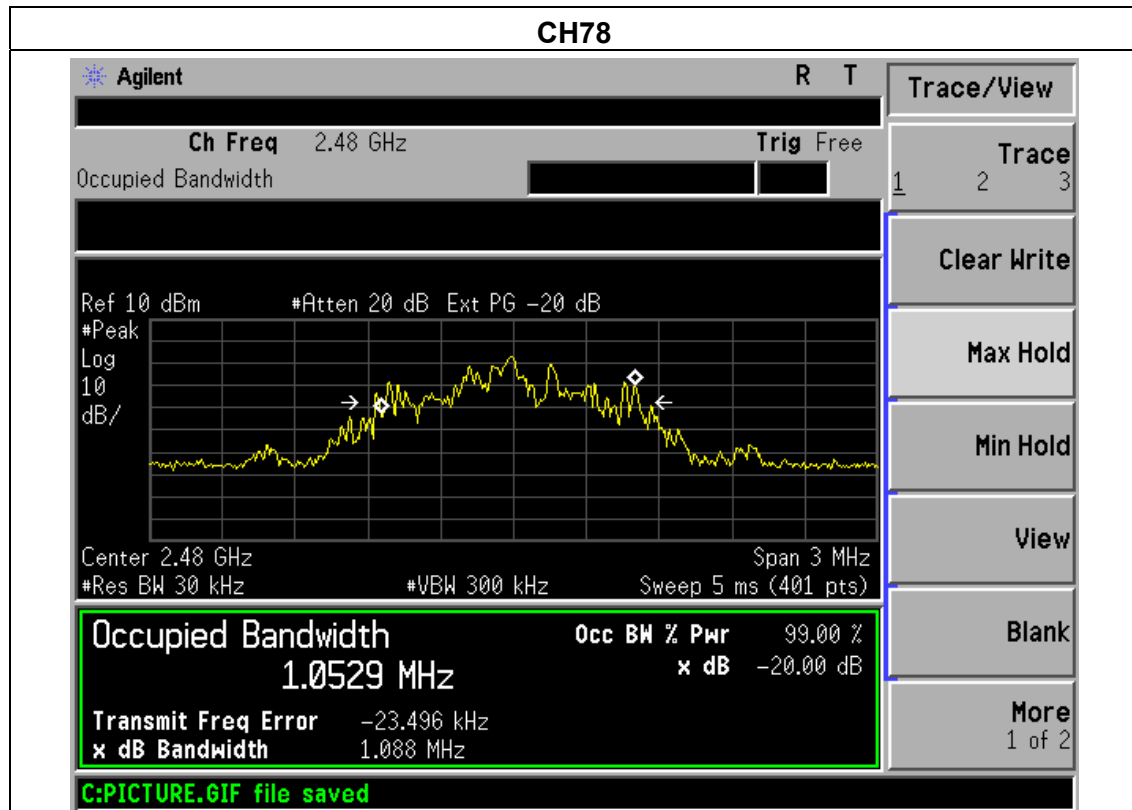 CH78
Agilent R T
Trace/View
Ch Freq 2.48 GHz Trig Free
Occupied Bandwidth
Trace
1 2 3
Clear Write
Ref 10 dBm #Atten 20 dB Ext PG -20 dB
#Peak
Log
10
dB/
Max Hold
Min Hold
View
Center 2.48 GHz Span 3 MHz
#Res BW 30 kHz #VBW 300 kHz Sweep 5 ms (401 pts)
Occupied Bandwidth Occ BW % Pwr 99.00 %
1.0529 MHz x dB -20.00 dB
Blank
Transmit Freq Error -23.496 kHz
x dB Bandwidth 1.088 MHz
More
1 of 2
C:PICTURE.GIF file saved